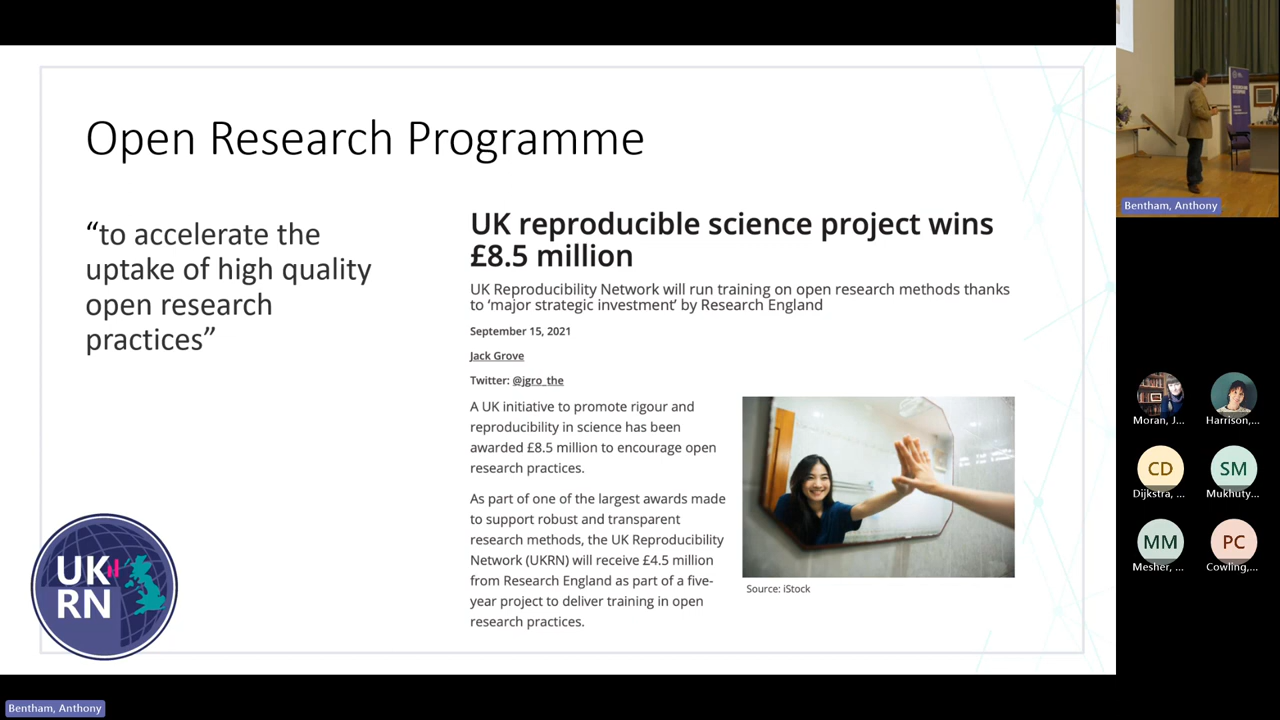 Open Research Programme
“to accelerate the
uptake of high quality
open research
practices”
UK reproducible science project wins
£8.5 million
UK Reproducibility Network will run training on open research methods thanks
to ‘major strategic investment’ by Research England
September 15, 2021
Jack Grove
Twitter: @jgro_the
A UK initiative to promote rigour and
reproducibility in science has been
awarded £8.5 million to encourage open
research practices.
As part of one of the largest awards made
to support robust and transparent
research methods, the UK Reproducibility
Network (UKRN) will receive £4.5 million
from Research England as part of a five-
year project to deliver training in open
research practices.
Source: iStock
UK
RN
Bentham, Anthony
Moran, J...
Harrison,...
CD
Dijkstra, ...
SM
Mukhuty...
MM
Mesher, ...
PC
Cowling,...
Bentham, Anthony